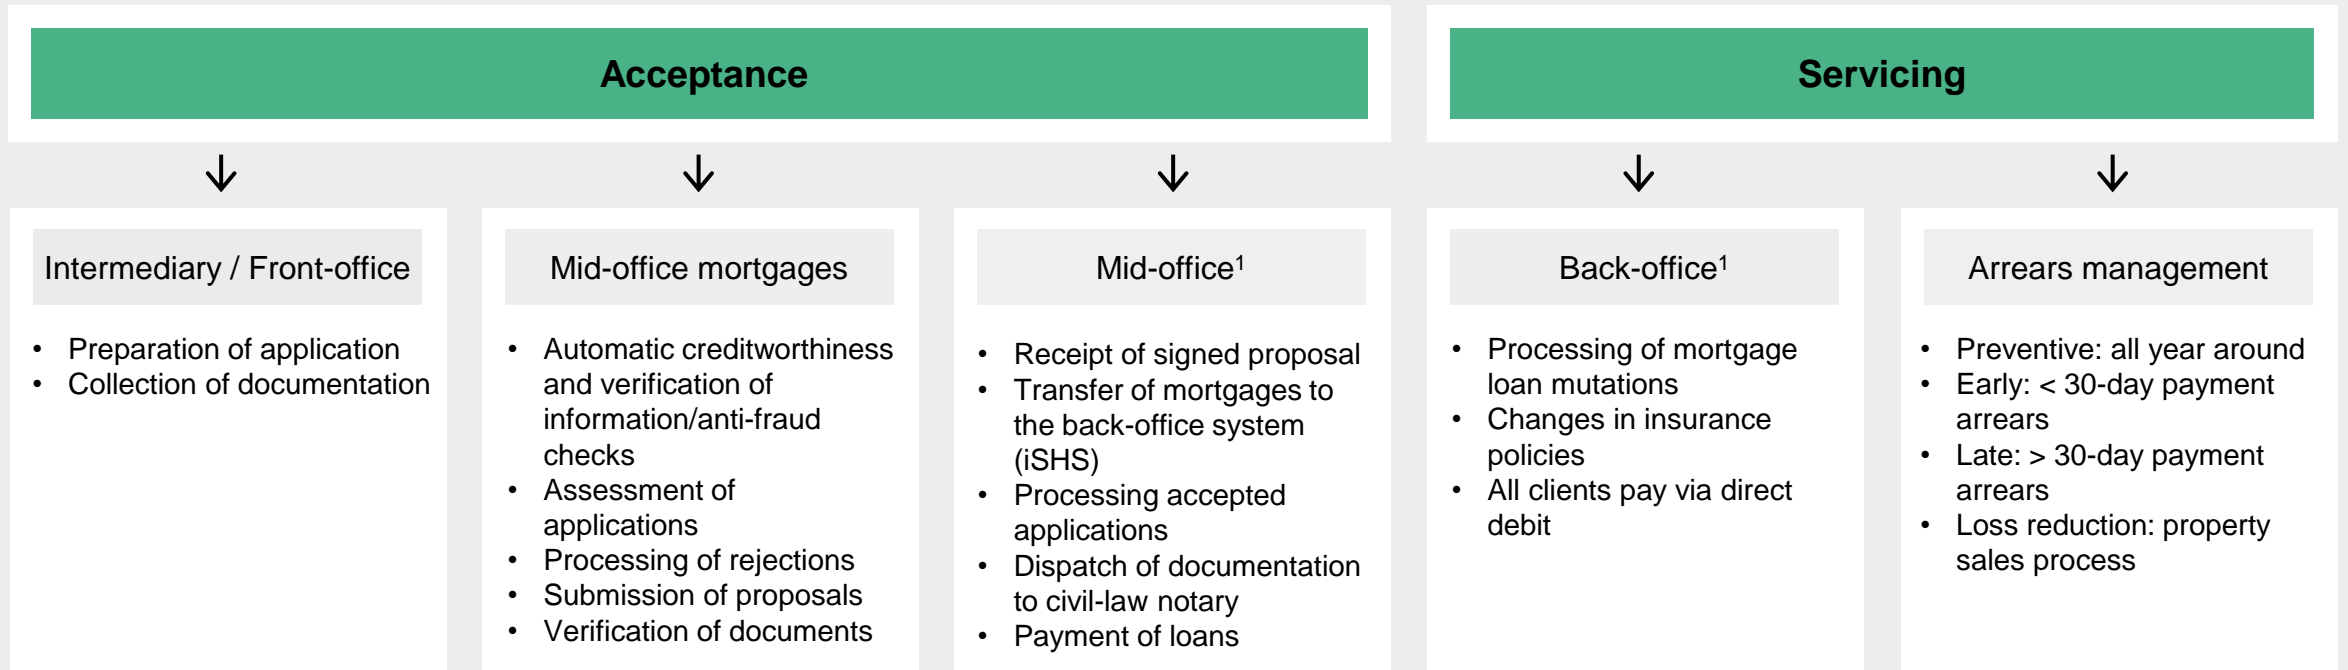 Acceptance
Servicing
Intermediary / Front-office
• Preparation of application
• Collection of documentation
Mid-office mortgages
• Automatic creditworthiness
and verification of
information/anti-fraud
checks
• Assessment of
applications
• Processing of rejections
• Submission of proposals
• Verification of documents
Mid-office¹
• Receipt of signed proposal
• Transfer of mortgages to
the back-office system
(iSHS)
• Processing accepted
applications
• Dispatch of documentation
to civil-law notary
• Payment of loans
Back-office¹
• Processing of mortgage
loan mutations
• Changes in insurance
policies
• All clients pay via direct
debit
Arrears management
• Preventive: all year around
• Early: < 30-day payment
arrears
• Late: > 30-day payment
arrears
• Loss reduction: property
sales process